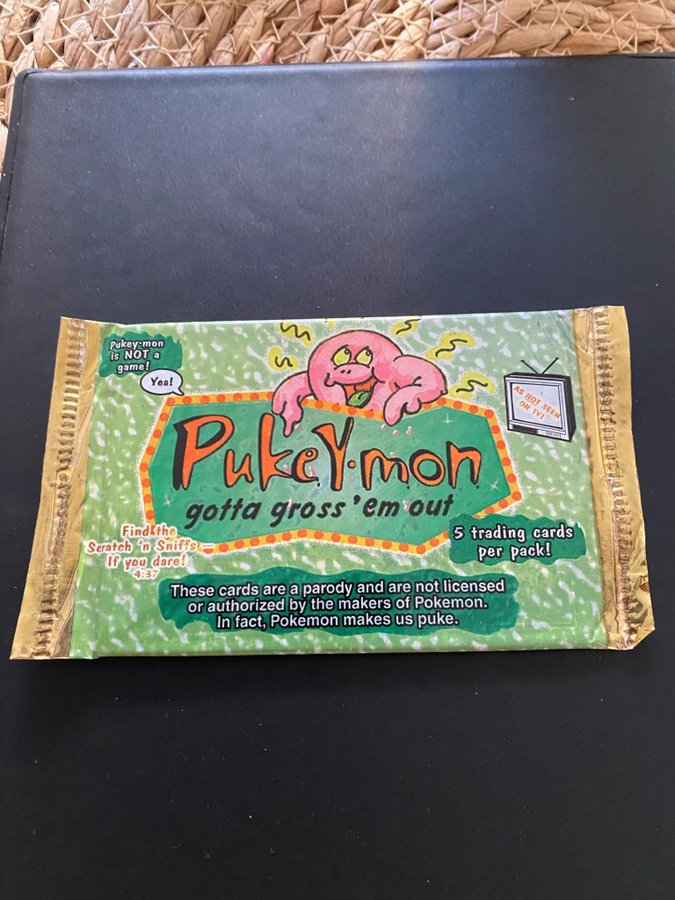 Pukey-mon
is NOT a
game!
Yea!
AS NOT SEEN
ON TV!
PukeY-mon
gotta gross 'em out
Find the
Scratch 'n Sniffs
If you dare!
4:37
5 trading cards
per pack!
These cards are a parody and are not licensed
or authorized by the makers of Pokemon.
In fact, Pokemon makes us puke.